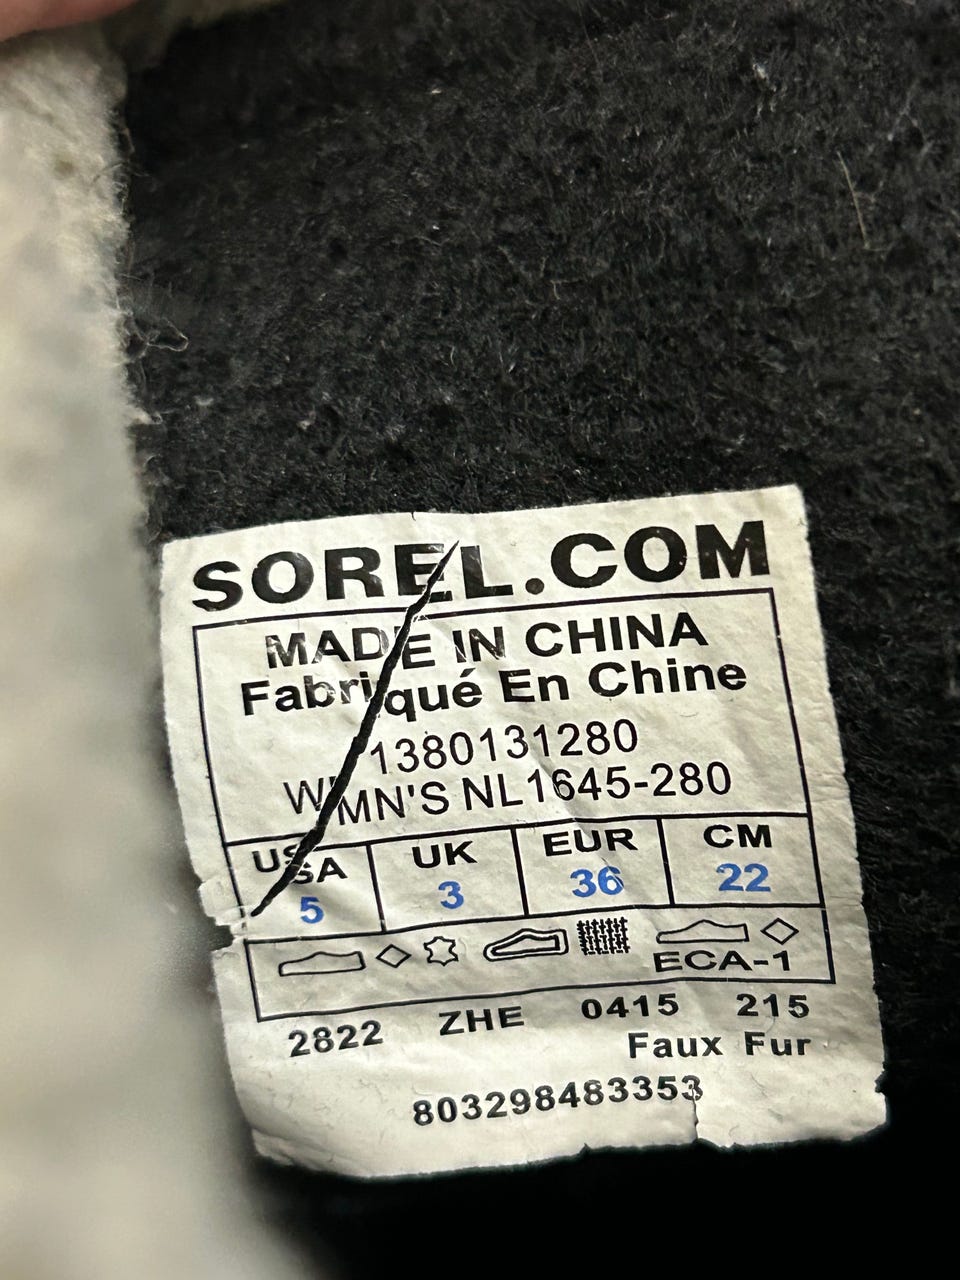 SOREL.COM
MADE IN CHINA
Fabriqué En Chine
1380131280
WMN'S NL1645-280
USA UK EUR CM
5 3 36 22
ECA-1
2822 ZHE 0415 215
Faux Fur
803298483353